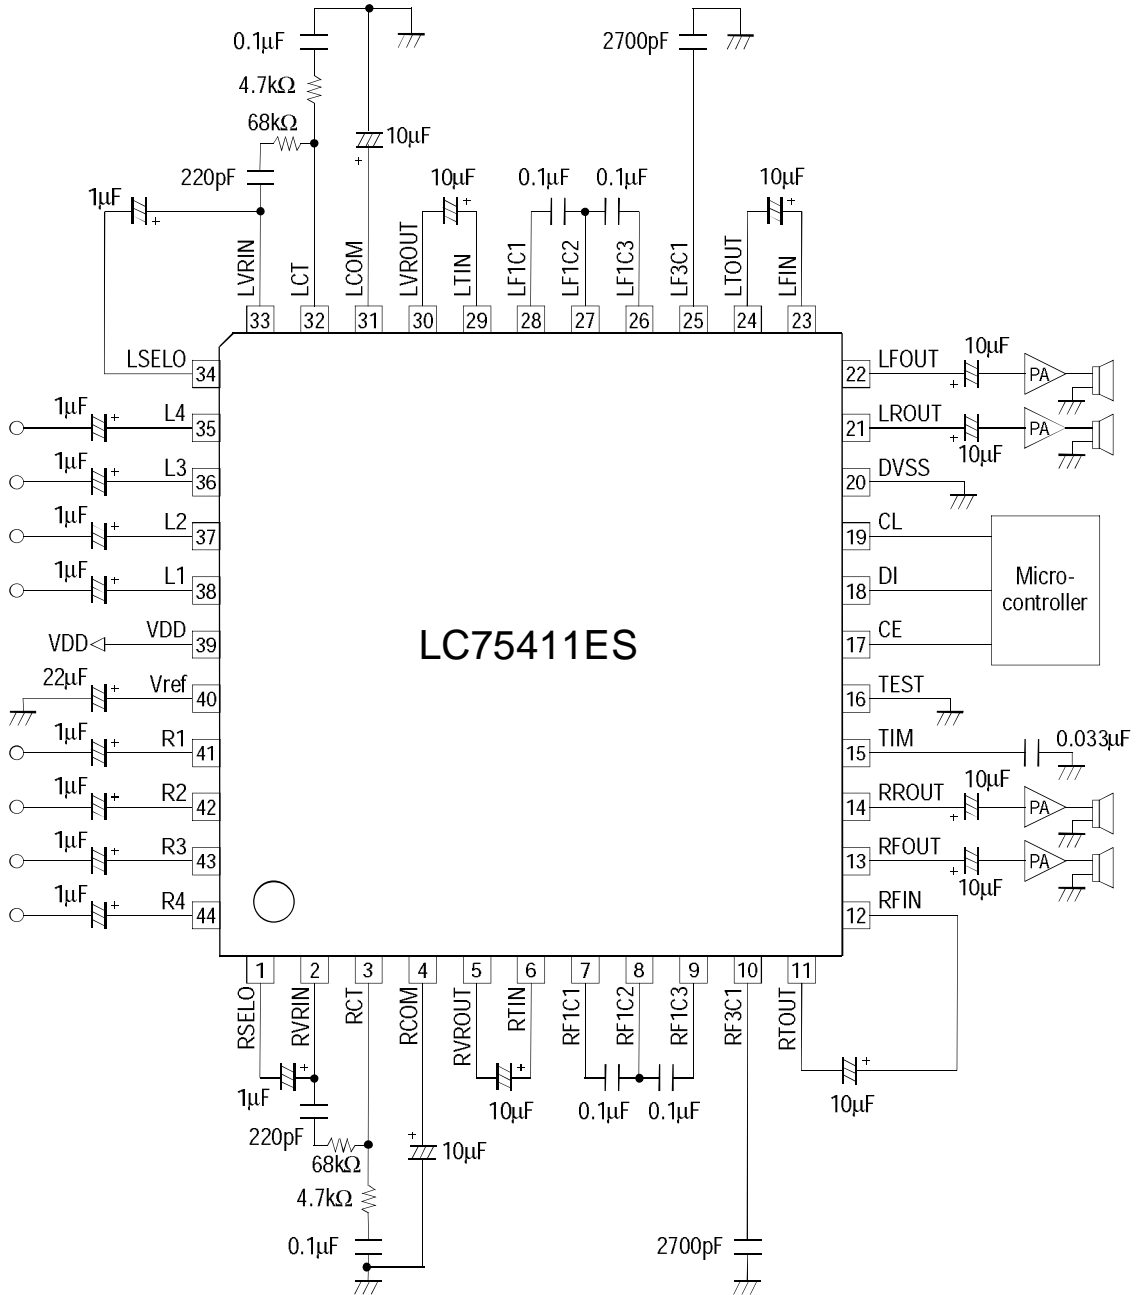 0.1µF
2700pF
4.7kΩ
68kΩ
10µF
220pF
1µF
10µF
0.1µF
0.1µF
10µF
LVRIN
LCT
LCOM
LVROUT
LTIN
LF1C1
LF1C2
LF1C3
LF3C1
LTOUT
LFIN
33
32
31
30
29
28
27
26
25
24
23
LSELO
34
22
LFOUT
10µF
PA
1µF
L4
35
21
LROUT
10µF
PA
1µF
L3
36
20
DVSS
1µF
L2
37
19
CL
1µF
L1
38
18
DI
Micro-
controller
VDD
VDD
39
LC75411ES
17
CE
22µF
Vref
40
16
TEST
1µF
R1
41
15
TIM
0.033µF
1µF
R2
42
14
RROUT
10µF
PA
1µF
R3
43
13
RFOUT
10µF
PA
1µF
R4
44
12
RFIN
1
2
3
4
5
6
7
8
9
10
11
RSELO
RVRIN
RCT
RCOM
RVROUT
RTIN
RF1C1
RF1C2
RF1C3
RF3C1
RTOUT
1µF
10µF
0.1µF
0.1µF
10µF
220pF
68kΩ
10µF
4.7kΩ
0.1µF
2700pF